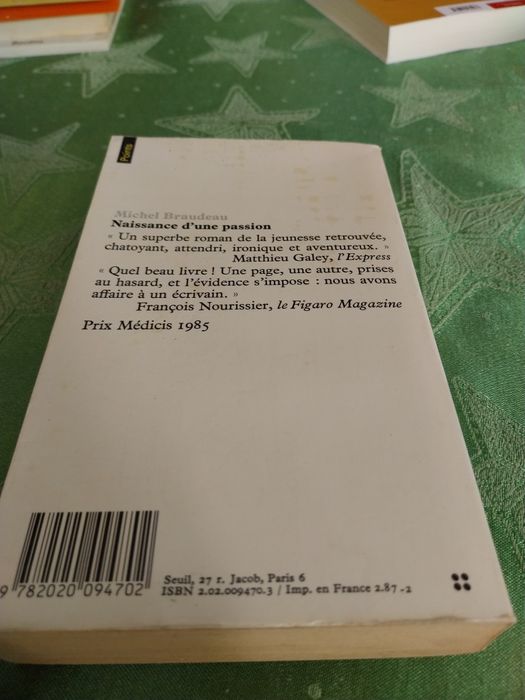 Points
Michel Braudeau
Naissance d'une passion
« Un superbe roman de la jeunesse retrouvée,
chatoyant, attendri, ironique et aventureux. »
Matthieu Galey, l'Express
« Quel beau livre ! Une page, une autre, prises
au hasard, et l'évidence s'impose : nous avons
affaire à un écrivain. »
François Nourissier, le Figaro Magazine
Prix Médicis 1985
9 782020 094702
Seuil, 27 r. Jacob, Paris 6
ISBN 2.02.009470.3 / Imp. en France 2.87-2